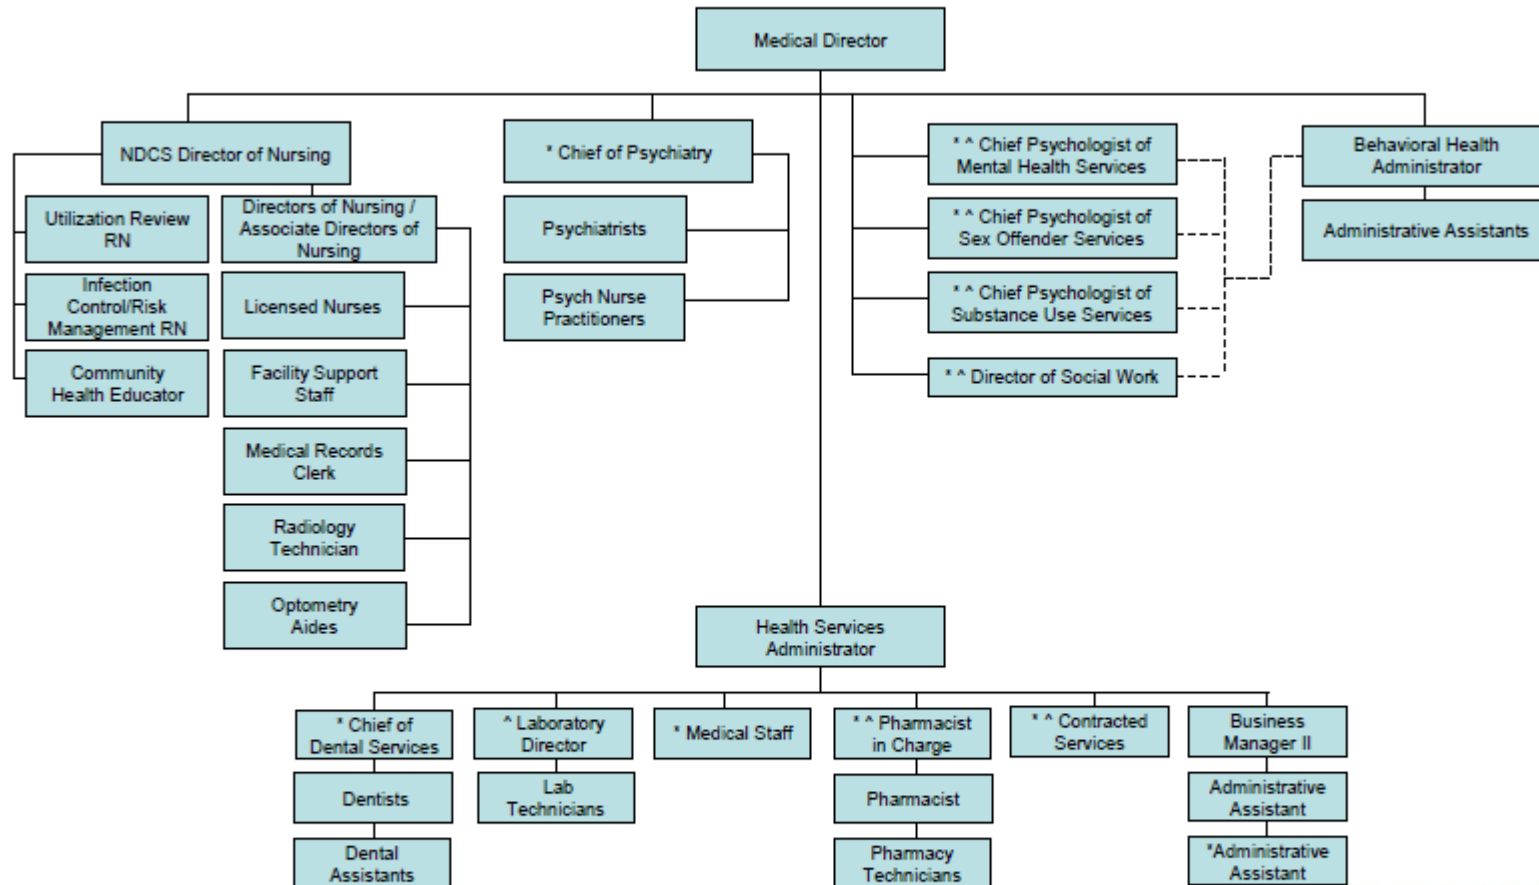 Medical Director
NDCS Director of Nursing
* Chief of Psychiatry
* ^ Chief Psychologist of
Mental Health Services
Behavioral Health
Administrator
Utilization Review
RN
Directors of Nursing /
Associate Directors of
Nursing
Psychiatrists
* ^ Chief Psychologist of
Sex Offender Services
Administrative Assistants
Infection
Control/Risk
Management RN
Licensed Nurses
Psych Nurse
Practitioners
* ^ Chief Psychologist of
Substance Use Services
Community
Health Educator
Facility Support
Staff
* ^ Director of Social Work
Medical Records
Clerk
Radiology
Technician
Optometry
Aides
Health Services
Administrator
* Chief of
Dental Services
^ Laboratory
Director
* Medical Staff
* ^ Pharmacist
in Charge
* ^ Contracted
Services
Business
Manager II
Dentists
Lab
Technicians
Pharmacist
Administrative
Assistant
Dental
Assistants
Pharmacy
Technicians
*Administrative
Assistant